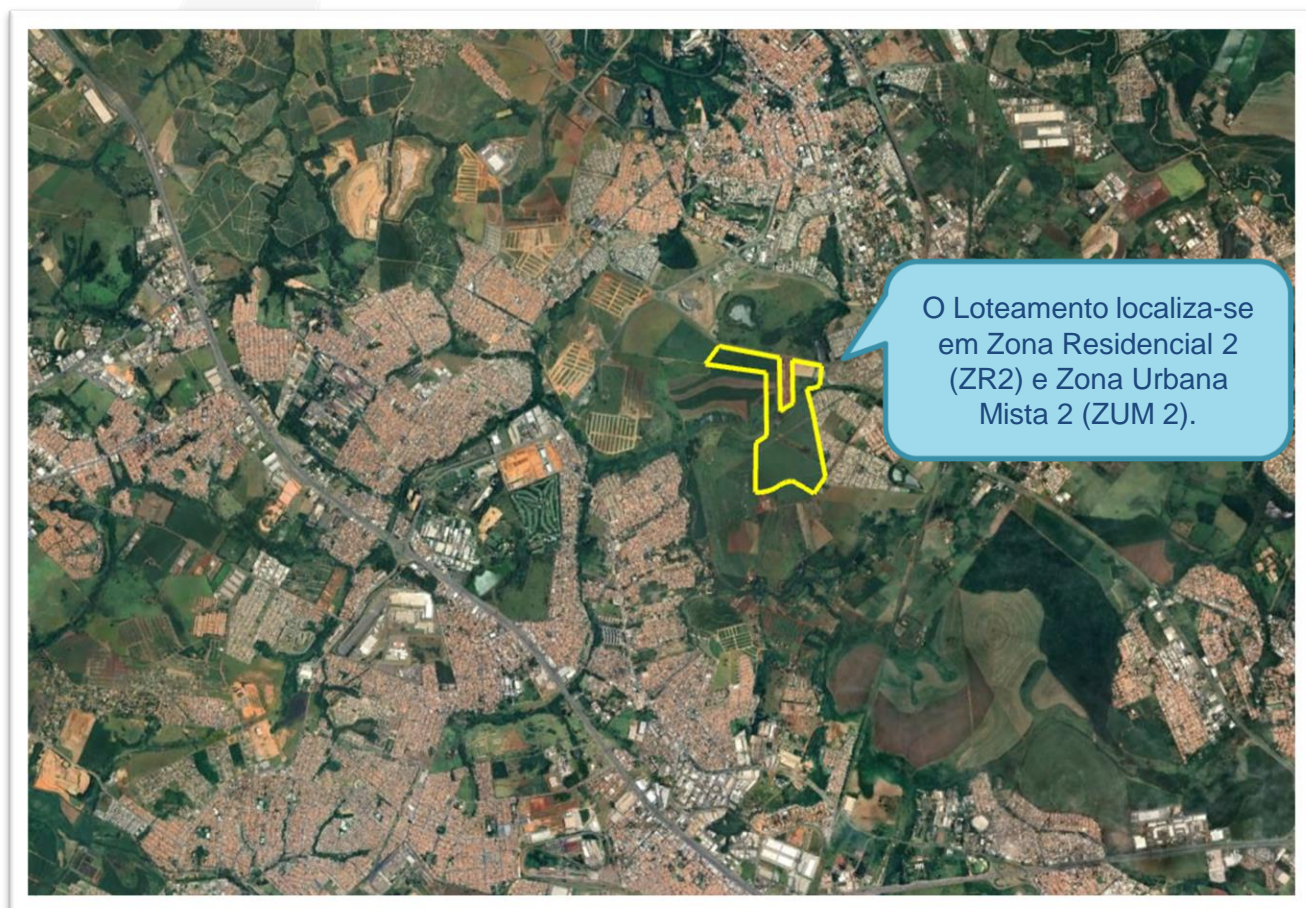 O Loteamento localiza-se
em Zona Residencial 2
(ZR2) e Zona Urbana
Mista 2 (ZUM 2).